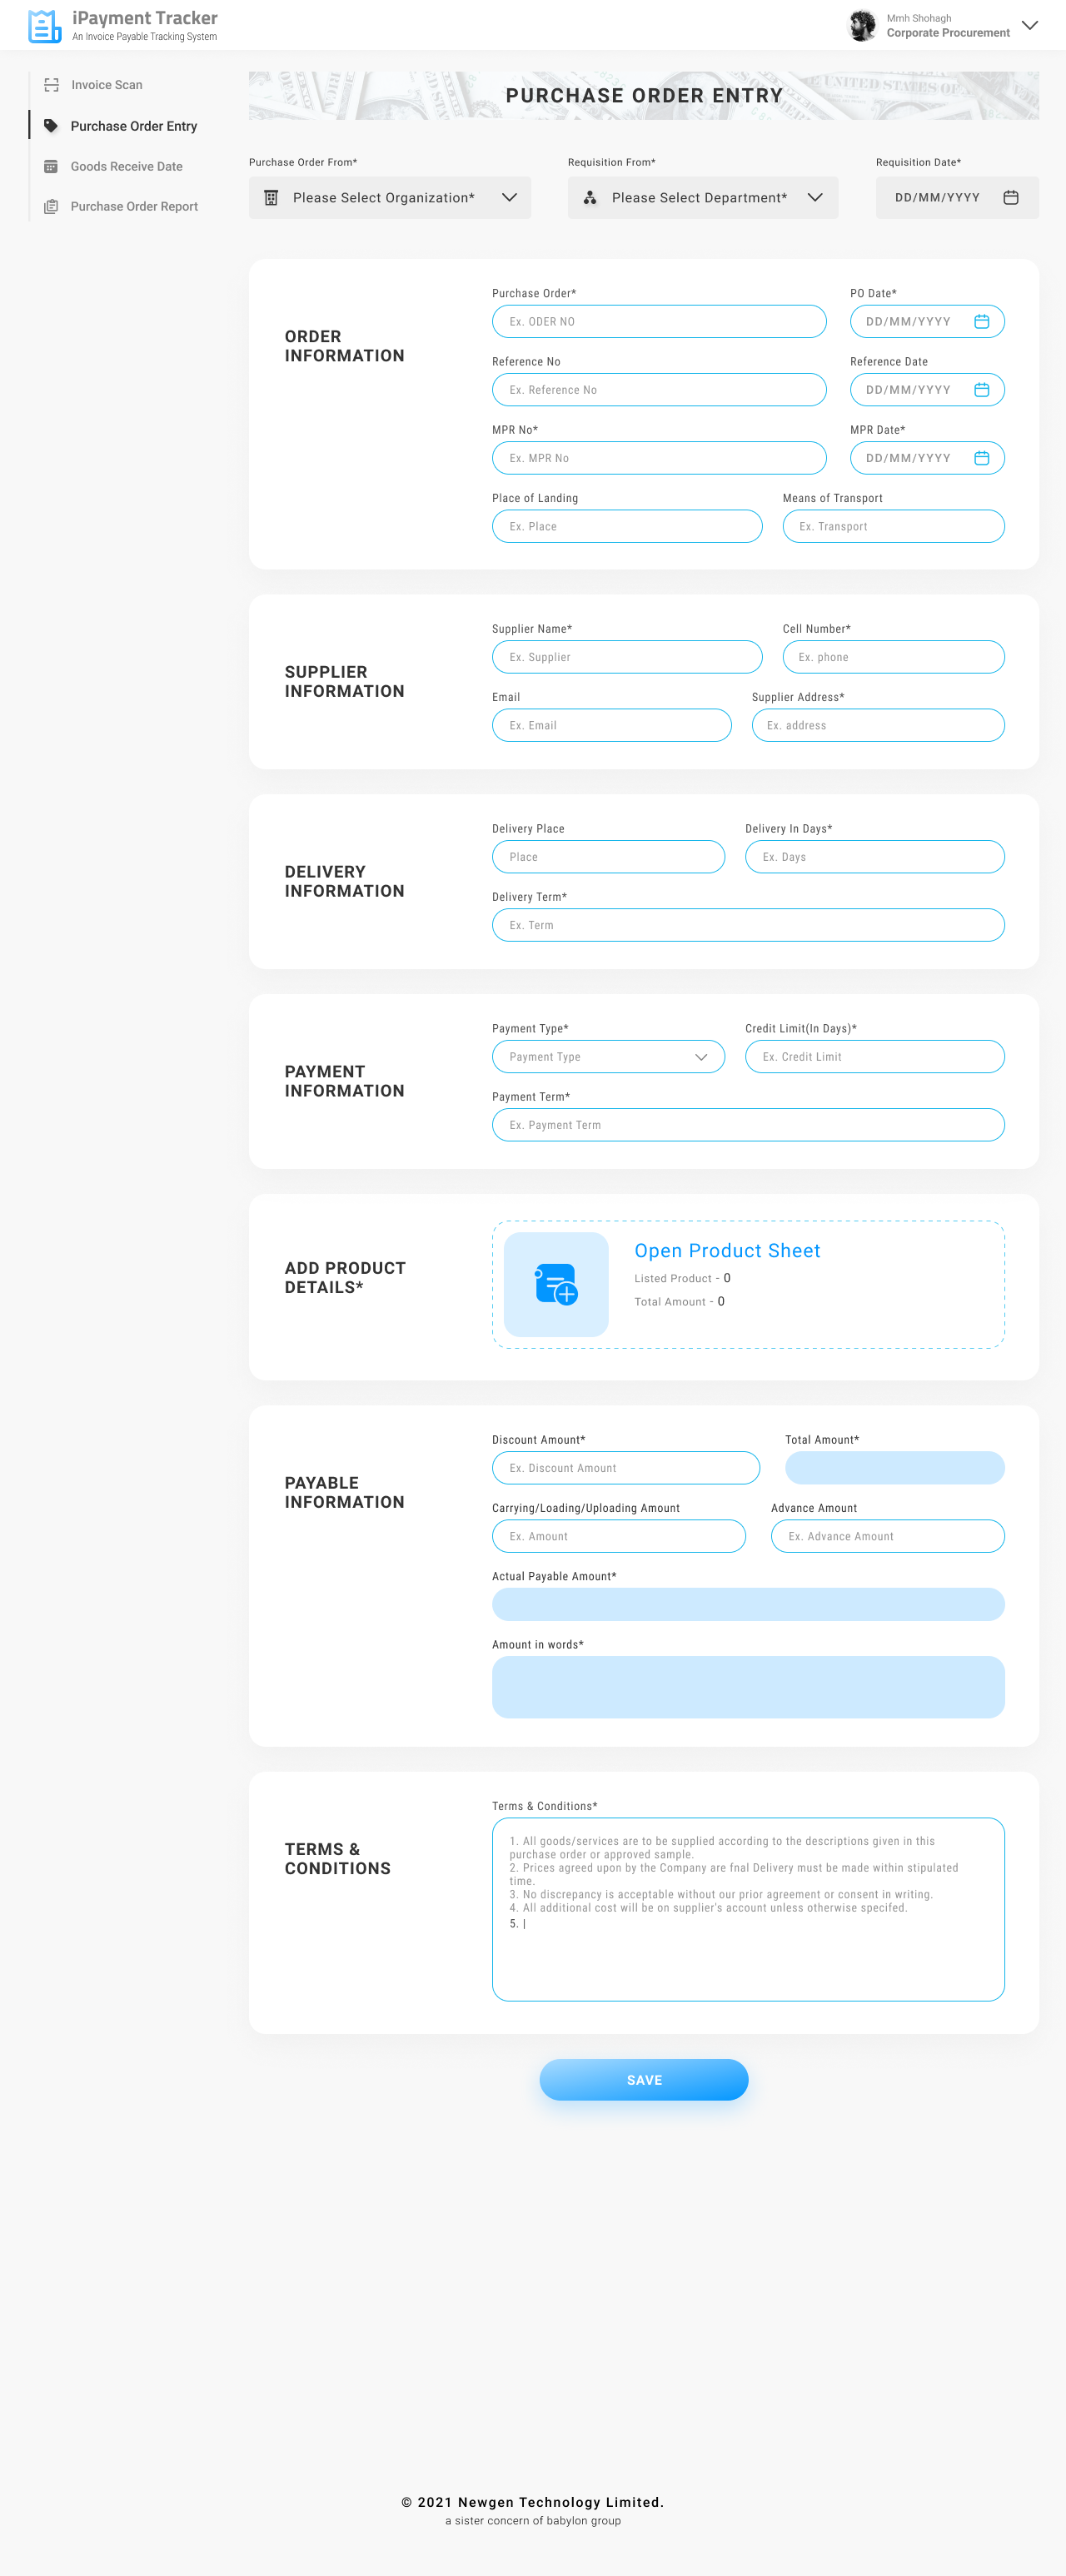 iPayment Tracker
An Invoice Payable Tracking System
Mmh Shohagh
Corporate Procurement
Invoice Scan
Purchase Order Entry
Goods Receive Date
Purchase Order Report
PURCHASE ORDER ENTRY
UNITED STATES OF
Purchase Order From*
Requisition From*
Requisition Date*
Please Select Organization*
Please Select Department*
DD/MM/YYYY
ORDER
INFORMATION
Purchase Order*
PO Date*
Ex. ODER NO
DD/MM/YYYY
Reference No
Reference Date
Ex. Reference No
DD/MM/YYYY
MPR No*
MPR Date*
Ex. MPR No
DD/MM/YYYY
Place of Landing
Means of Transport
Ex. Place
Ex. Transport
SUPPLIER
INFORMATION
Supplier Name*
Cell Number*
Ex. Supplier
Ex. phone
Email
Supplier Address*
Ex. Email
Ex. address
DELIVERY
INFORMATION
Delivery Place
Delivery In Days*
Place
Ex. Days
Delivery Term*
Ex. Term
PAYMENT
INFORMATION
Payment Type*
Credit Limit(In Days)*
Payment Type
Ex. Credit Limit
Payment Term*
Ex. Payment Term
ADD PRODUCT
DETAILS*
Open Product Sheet
Listed Product - 0
Total Amount - 0
PAYABLE
INFORMATION
Discount Amount*
Total Amount*
Ex. Discount Amount
Carrying/Loading/Uploading Amount
Advance Amount
Ex. Amount
Ex. Advance Amount
Actual Payable Amount*
Amount in words*
TERMS &
CONDITIONS
Terms & Conditions*
1. All goods/services are to be supplied according to the descriptions given in this
purchase order or approved sample.
2. Prices agreed upon by the Company are fnal Delivery must be made within stipulated
time.
3. No discrepancy is acceptable without our prior agreement or consent in writing.
4. All additional cost will be on supplier's account unless otherwise specifed.
5. |
SAVE
© 2021 Newgen Technology Limited.
a sister concern of babylon group